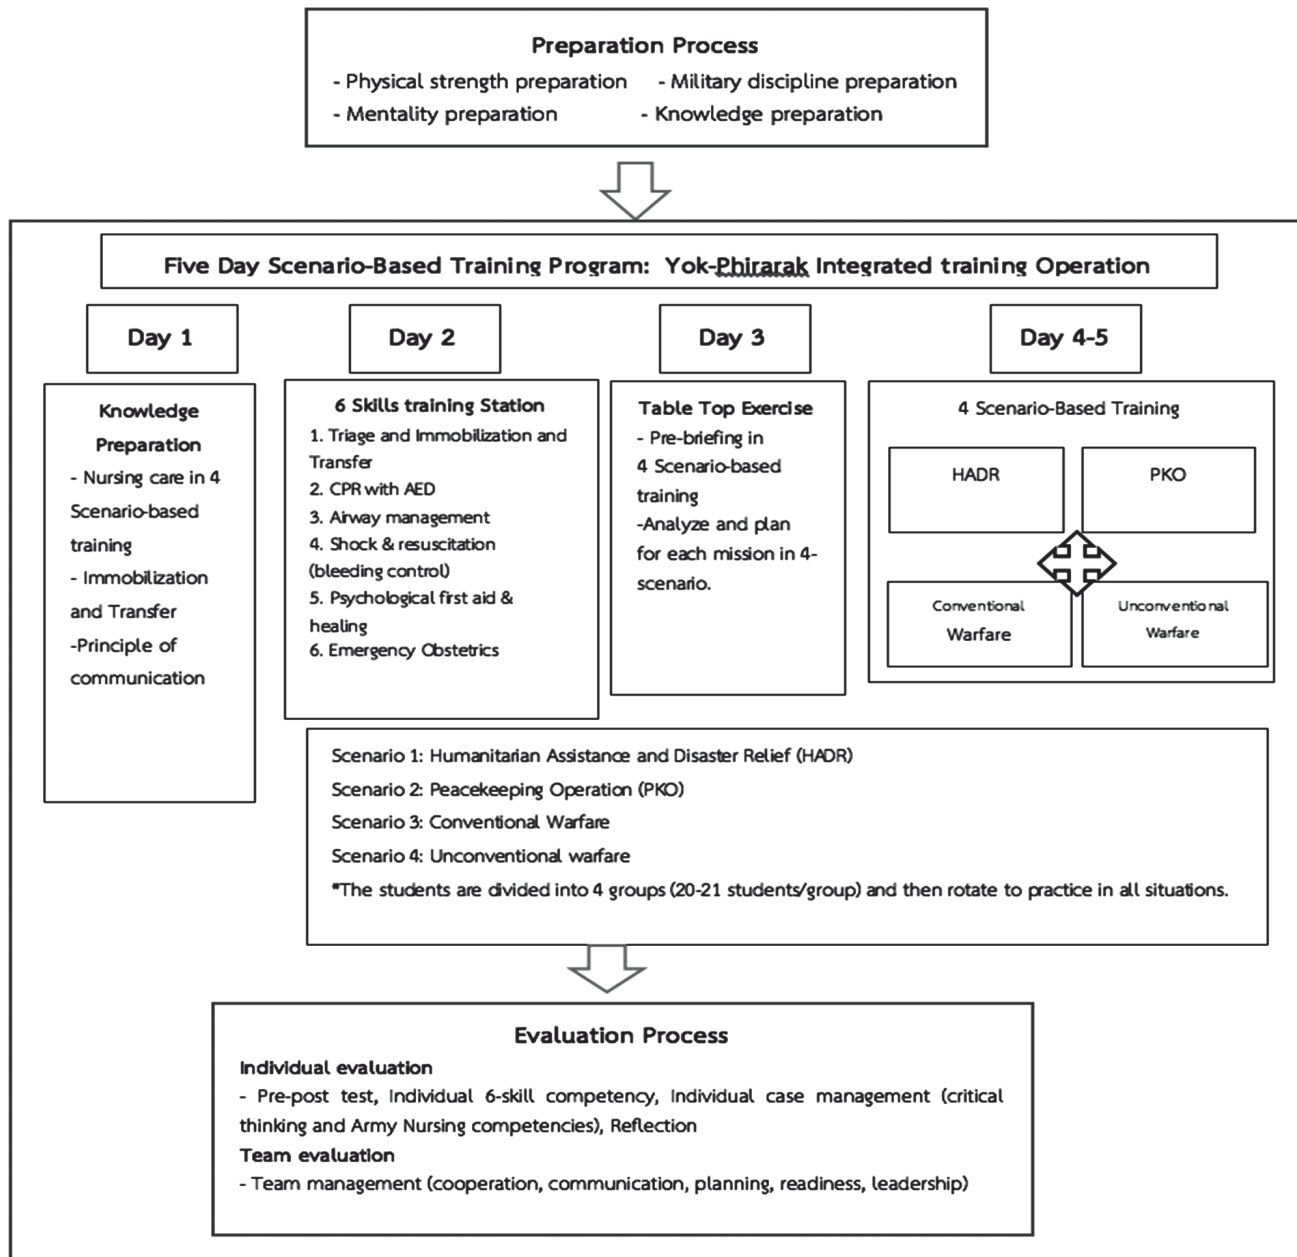 Preparation Process
- Physical strength preparation - Military discipline preparation
- Mentality preparation - Knowledge preparation
Five Day Scenario-Based Training Program: Yok-Phirarak Integrated training Operation
Day 1
Knowledge
Preparation
- Nursing care in 4
Scenario-based
training
- Immobilization
and Transfer
-Principle of
communication
Day 2
6 Skills training Station
1. Triage and Immobilization and
Transfer
2. CPR with AED
3. Airway management
4. Shock & resuscitation
(bleeding control)
5. Psychological first aid &
healing
6. Emergency Obstetrics
Day 3
Table Top Exercise
- Pre-briefing in
4 Scenario-based
training
-Analyze and plan
for each mission in 4-
scenario.
Day 4-5
4 Scenario-Based Training
HADR
PKO
Conventional
Warfare
Unconventional
Warfare
Scenario 1: Humanitarian Assistance and Disaster Relief (HADR)
Scenario 2: Peacekeeping Operation (PKO)
Scenario 3: Conventional Warfare
Scenario 4: Unconventional warfare
*The students are divided into 4 groups (20-21 students/group) and then rotate to practice in all situations.
Evaluation Process
Individual evaluation
- Pre-post test, Individual 6-skill competency, Individual case management (critical
thinking and Army Nursing competencies), Reflection
Team evaluation
- Team management (cooperation, communication, planning, readiness, leadership)